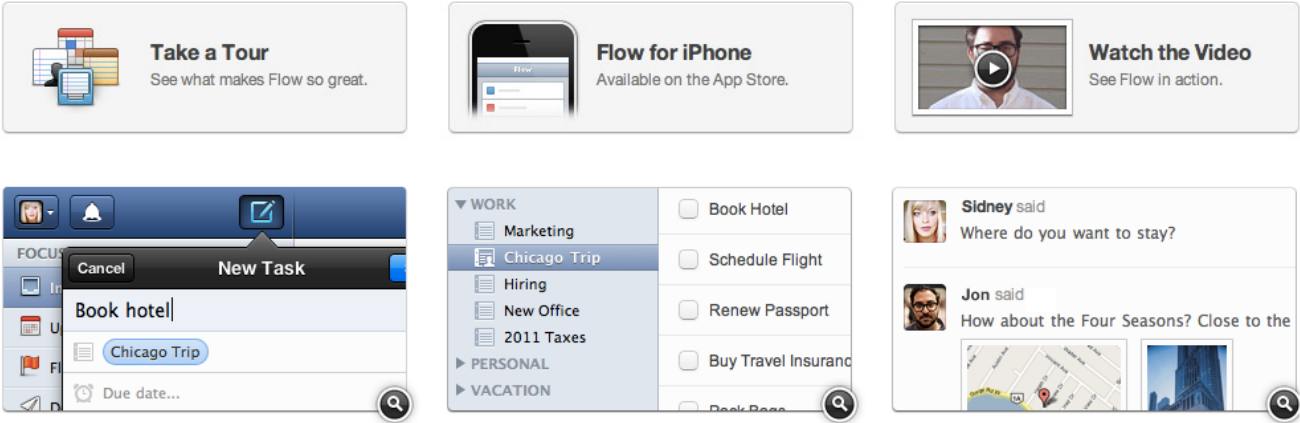 Take a Tour
See what makes Flow so great.
Flow for iPhone
Available on the App Store.
Flow
Watch the Video
See Flow in action.
FOCUS
Cancel
New Task
Book hotel
Chicago Trip
Due date...
WORK
Marketing
Chicago Trip
Hiring
New Office
2011 Taxes
PERSONAL
VACATION
Book Hotel
Schedule Flight
Renew Passport
Buy Travel Insuranc
Sidney said
Where do you want to stay?
Jon said
How about the Four Seasons? Close to the